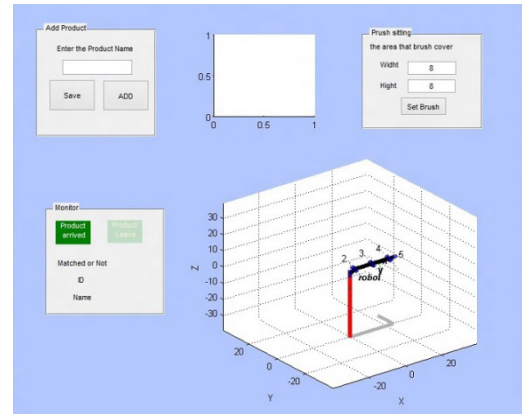 Add Product
Enter the Product Name
Save
ADD
1
0.5
0
0
0.5
1
Prush sitting
the area that brush cover
Widht
8
Hight
8
Set Brush
Monitor
Product
arrived
Product
Leave
Matched or Not
ID
Name
30
20
10
0
-10
-20
-30
Z
2
3
4
5
y
robot
20
0
-20
Y
-20
0
20
X